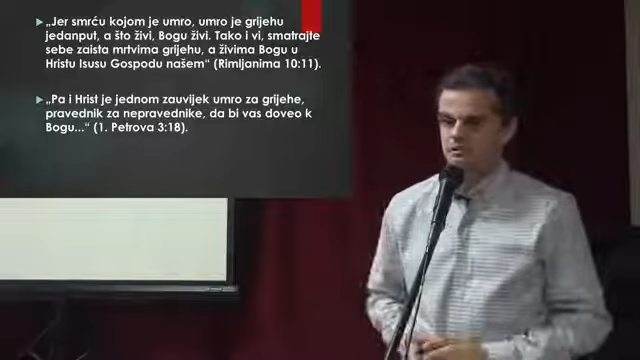 „Jer smrću kojom je umro, umro je grijehu
jedanput, a što živi, Bogu živi. Tako i vi, smatrajte
sebe zaista mrtvima grijehu, a živima Bogu u
Hristu Isusu Gospodu našem“ (Rimljanima 10:11).
„Pa i Hrist je jednom zauvijek umro za grijehe,
pravednik za nepravednike, da bi vas doveo k
Bogu...“ (1. Petrova 3:18).